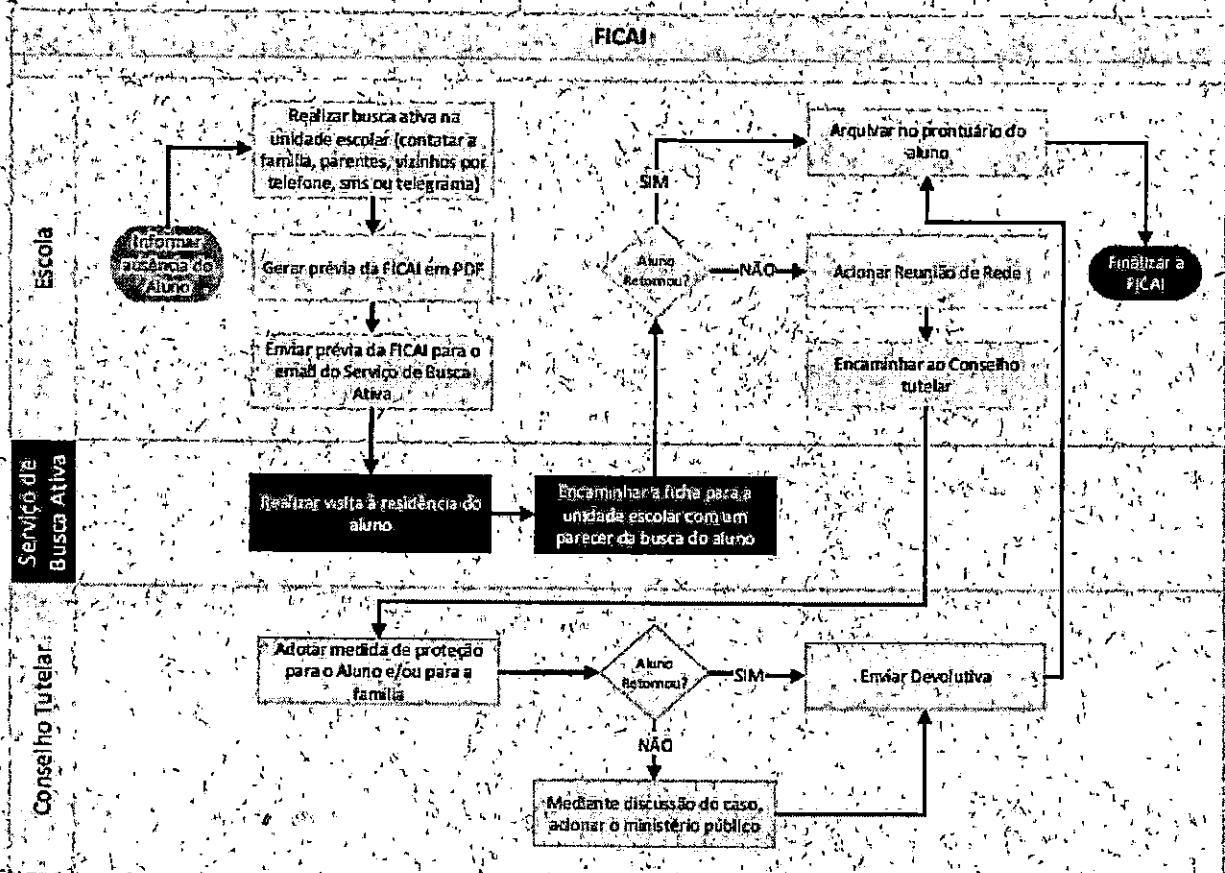 FICAI
Escola
Informar
ausência do
Aluno
Realizar busca ativa na
unidade escolar (contatar a
família, parentes, vizinhos por
telefone, sms ou telegrama)
Gerar prévia da FICAI em PDF
Enviar prévia da FICAI para o
email do Serviço de Busca
Ativa
SIM
Aluno
Retornou?
NÃO
Arquivar no prontuário do
aluno
Acionar Reunião de Rede
Encaminhar ao Conselho
tutelar
Finalizar a
FICAI
Serviço de
Busca Ativa
Realizar visita à residência do
aluno
Encaminhar a ficha para a
unidade escolar com um
parecer da busca do aluno
Conselho Tutelar
Adotar medida de proteção
para o Aluno e/ou para a
família
Aluno
Retornou?
SIM
NÃO
Enviar Devolutiva
Mediante discussão do caso,
acionar o ministério público